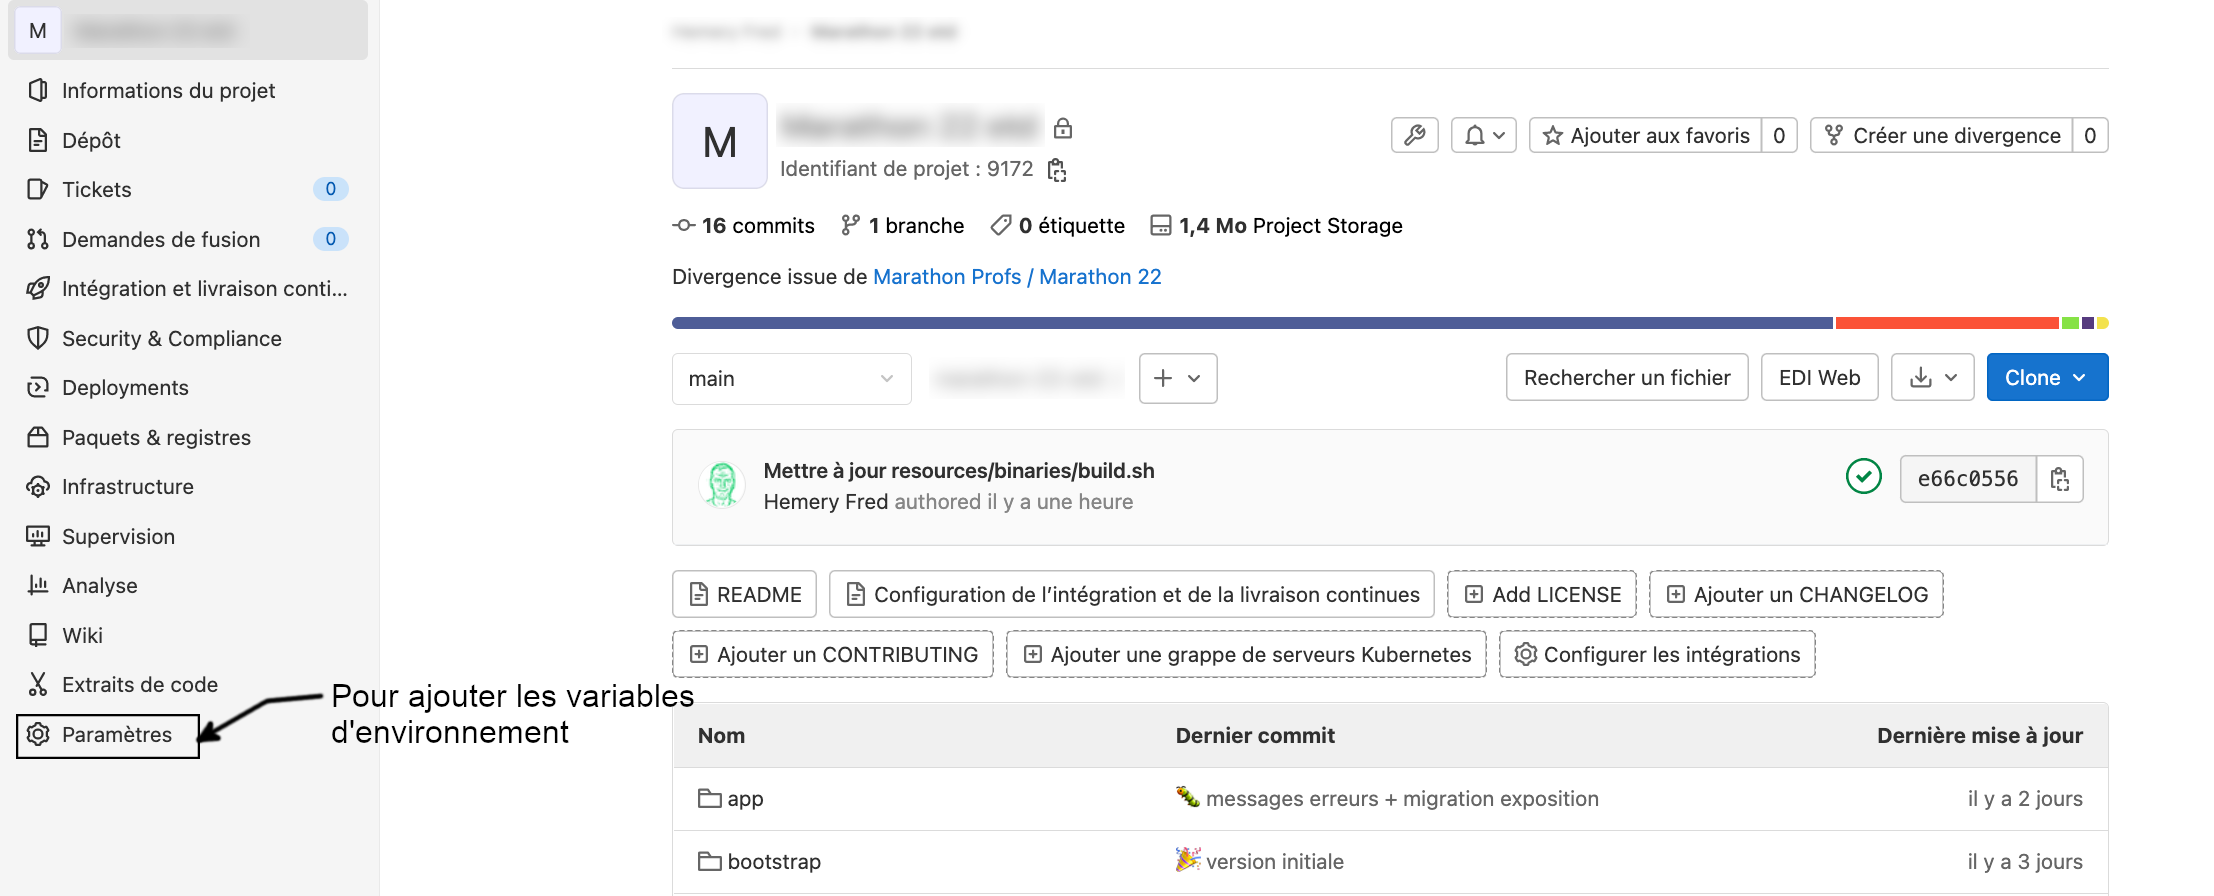 M
Informations du projet
Dépôt
Tickets 0
Demandes de fusion 0
Intégration et livraison conti...
Security & Compliance
Deployments
Paquets & registres
Infrastructure
Supervision
Analyse
Wiki
Extraits de code
Paramètres
Pour ajouter les variables
d'environnement
M
Identifiant de projet : 9172
Ajouter aux favoris 0
Créer une divergence 0
16 commits 1 branche 0 étiquette 1,4 Mo Project Storage
Divergence issue de Marathon Profs / Marathon 22
main
Rechercher un fichier EDI Web Clone
Mettre à jour resources/binaries/build.sh
Hemery Fred authored il y a une heure
e66c0556
README Configuration de l’intégration et de la livraison continues Add LICENSE Ajouter un CHANGELOG
Ajouter un CONTRIBUTING Ajouter une grappe de serveurs Kubernetes Configurer les intégrations
Nom Dernier commit Dernière mise à jour
app messages erreurs + migration exposition il y a 2 jours
bootstrap version initiale il y a 3 jours